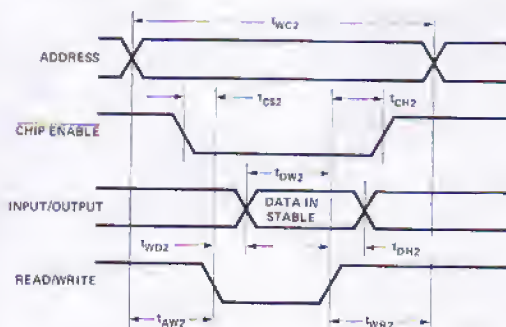 tWC2
ADDRESS
tCS2
tCH2
CHIP ENABLE
tDW2
INPUT/OUTPUT
DATA IN
STABLE
tWD2
tDH2
READ/WRITE
tAW2
tWR2